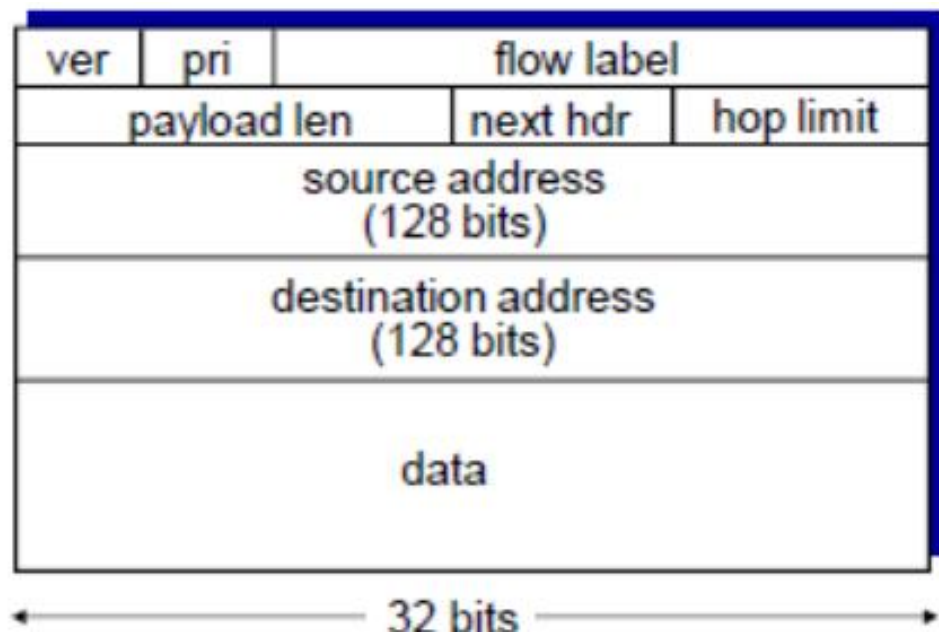 ver pri flow label
payload len next hdr hop limit
source address
(128 bits)
destination address
(128 bits)
data
32 bits